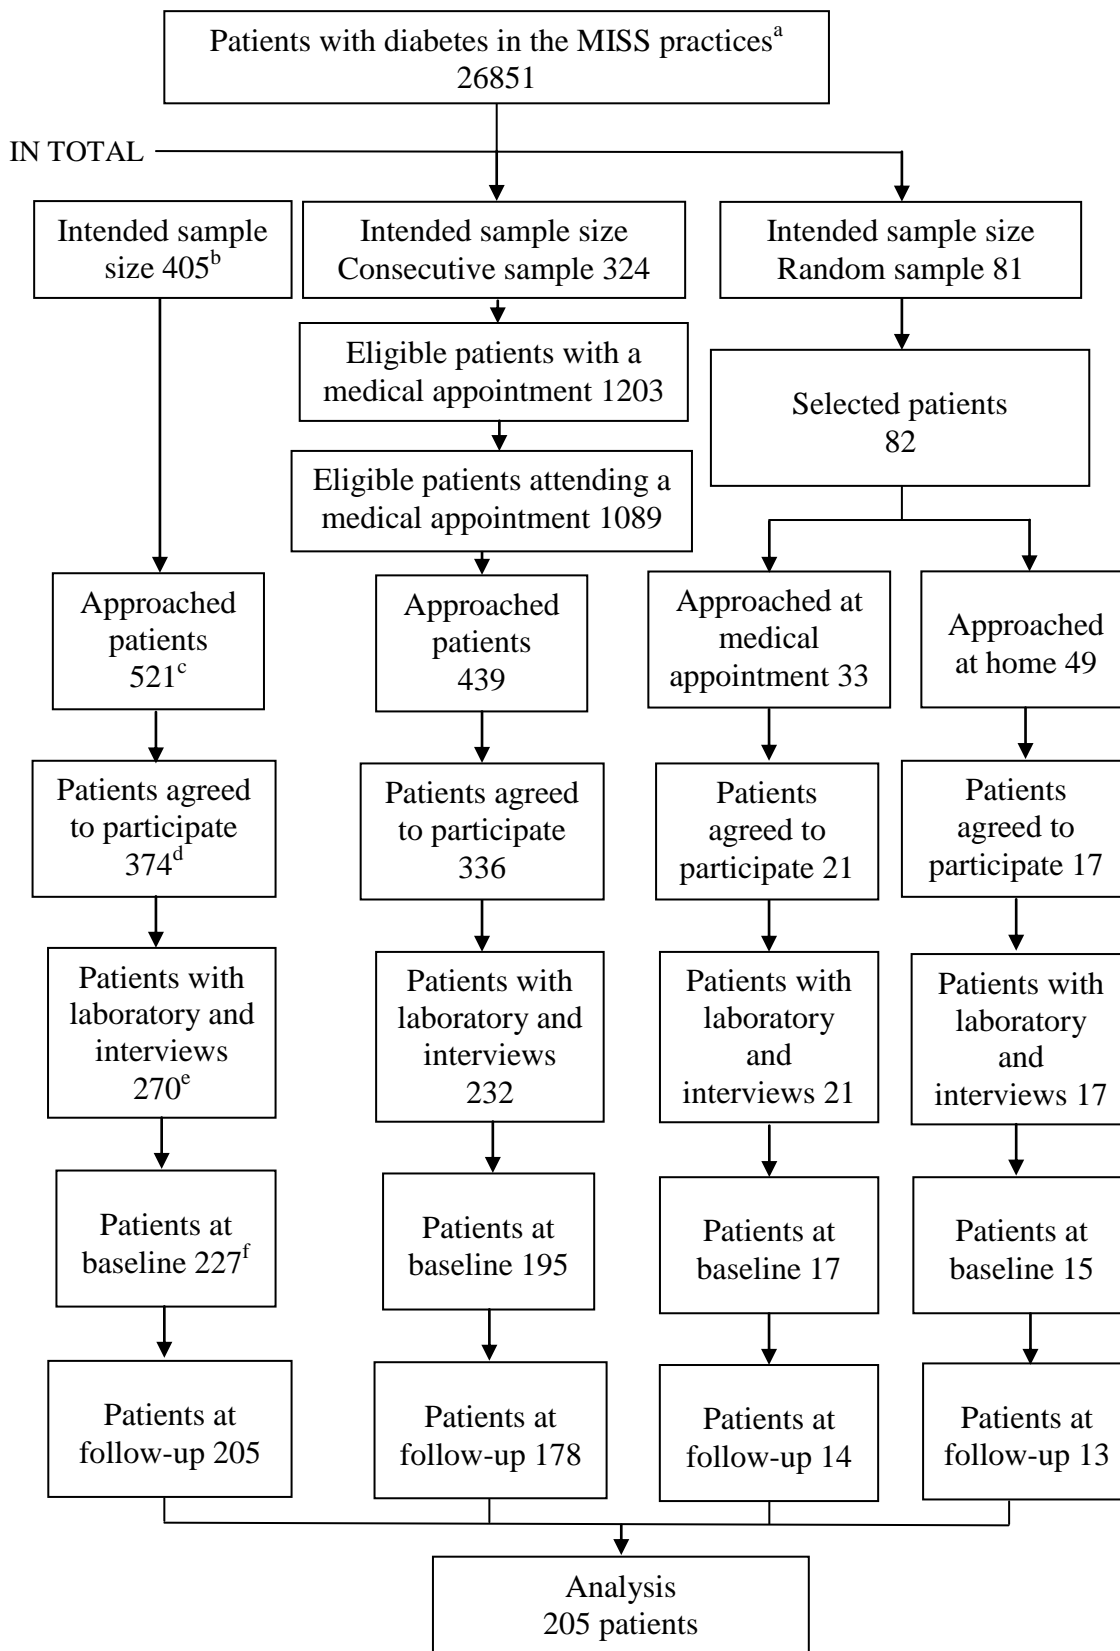 Patients with diabetes in the MISS practicesᵃ
26851
IN TOTAL
Intended sample
size 405ᵇ
Intended sample size
Consecutive sample 324
Intended sample size
Random sample 81
Eligible patients with a
medical appointment 1203
Selected patients
82
Eligible patients attending a
medical appointment 1089
Approached
patients
521ᶜ
Approached
patients
439
Approached at
medical
appointment 33
Approached
at home 49
Patients agreed
to participate
374ᵈ
Patients agreed
to participate
336
Patients
agreed to
participate 21
Patients
agreed to
participate 17
Patients with
laboratory and
interviews
270ᵉ
Patients with
laboratory and
interviews
232
Patients with
laboratory
and
interviews 21
Patients with
laboratory
and
interviews 17
Patients at
baseline 227ᶠ
Patients at
baseline 195
Patients at
baseline 17
Patients at
baseline 15
Patients at
follow-up 205
Patients at
follow-up 178
Patients at
follow-up 14
Patients at
follow-up 13
Analysis
205 patients